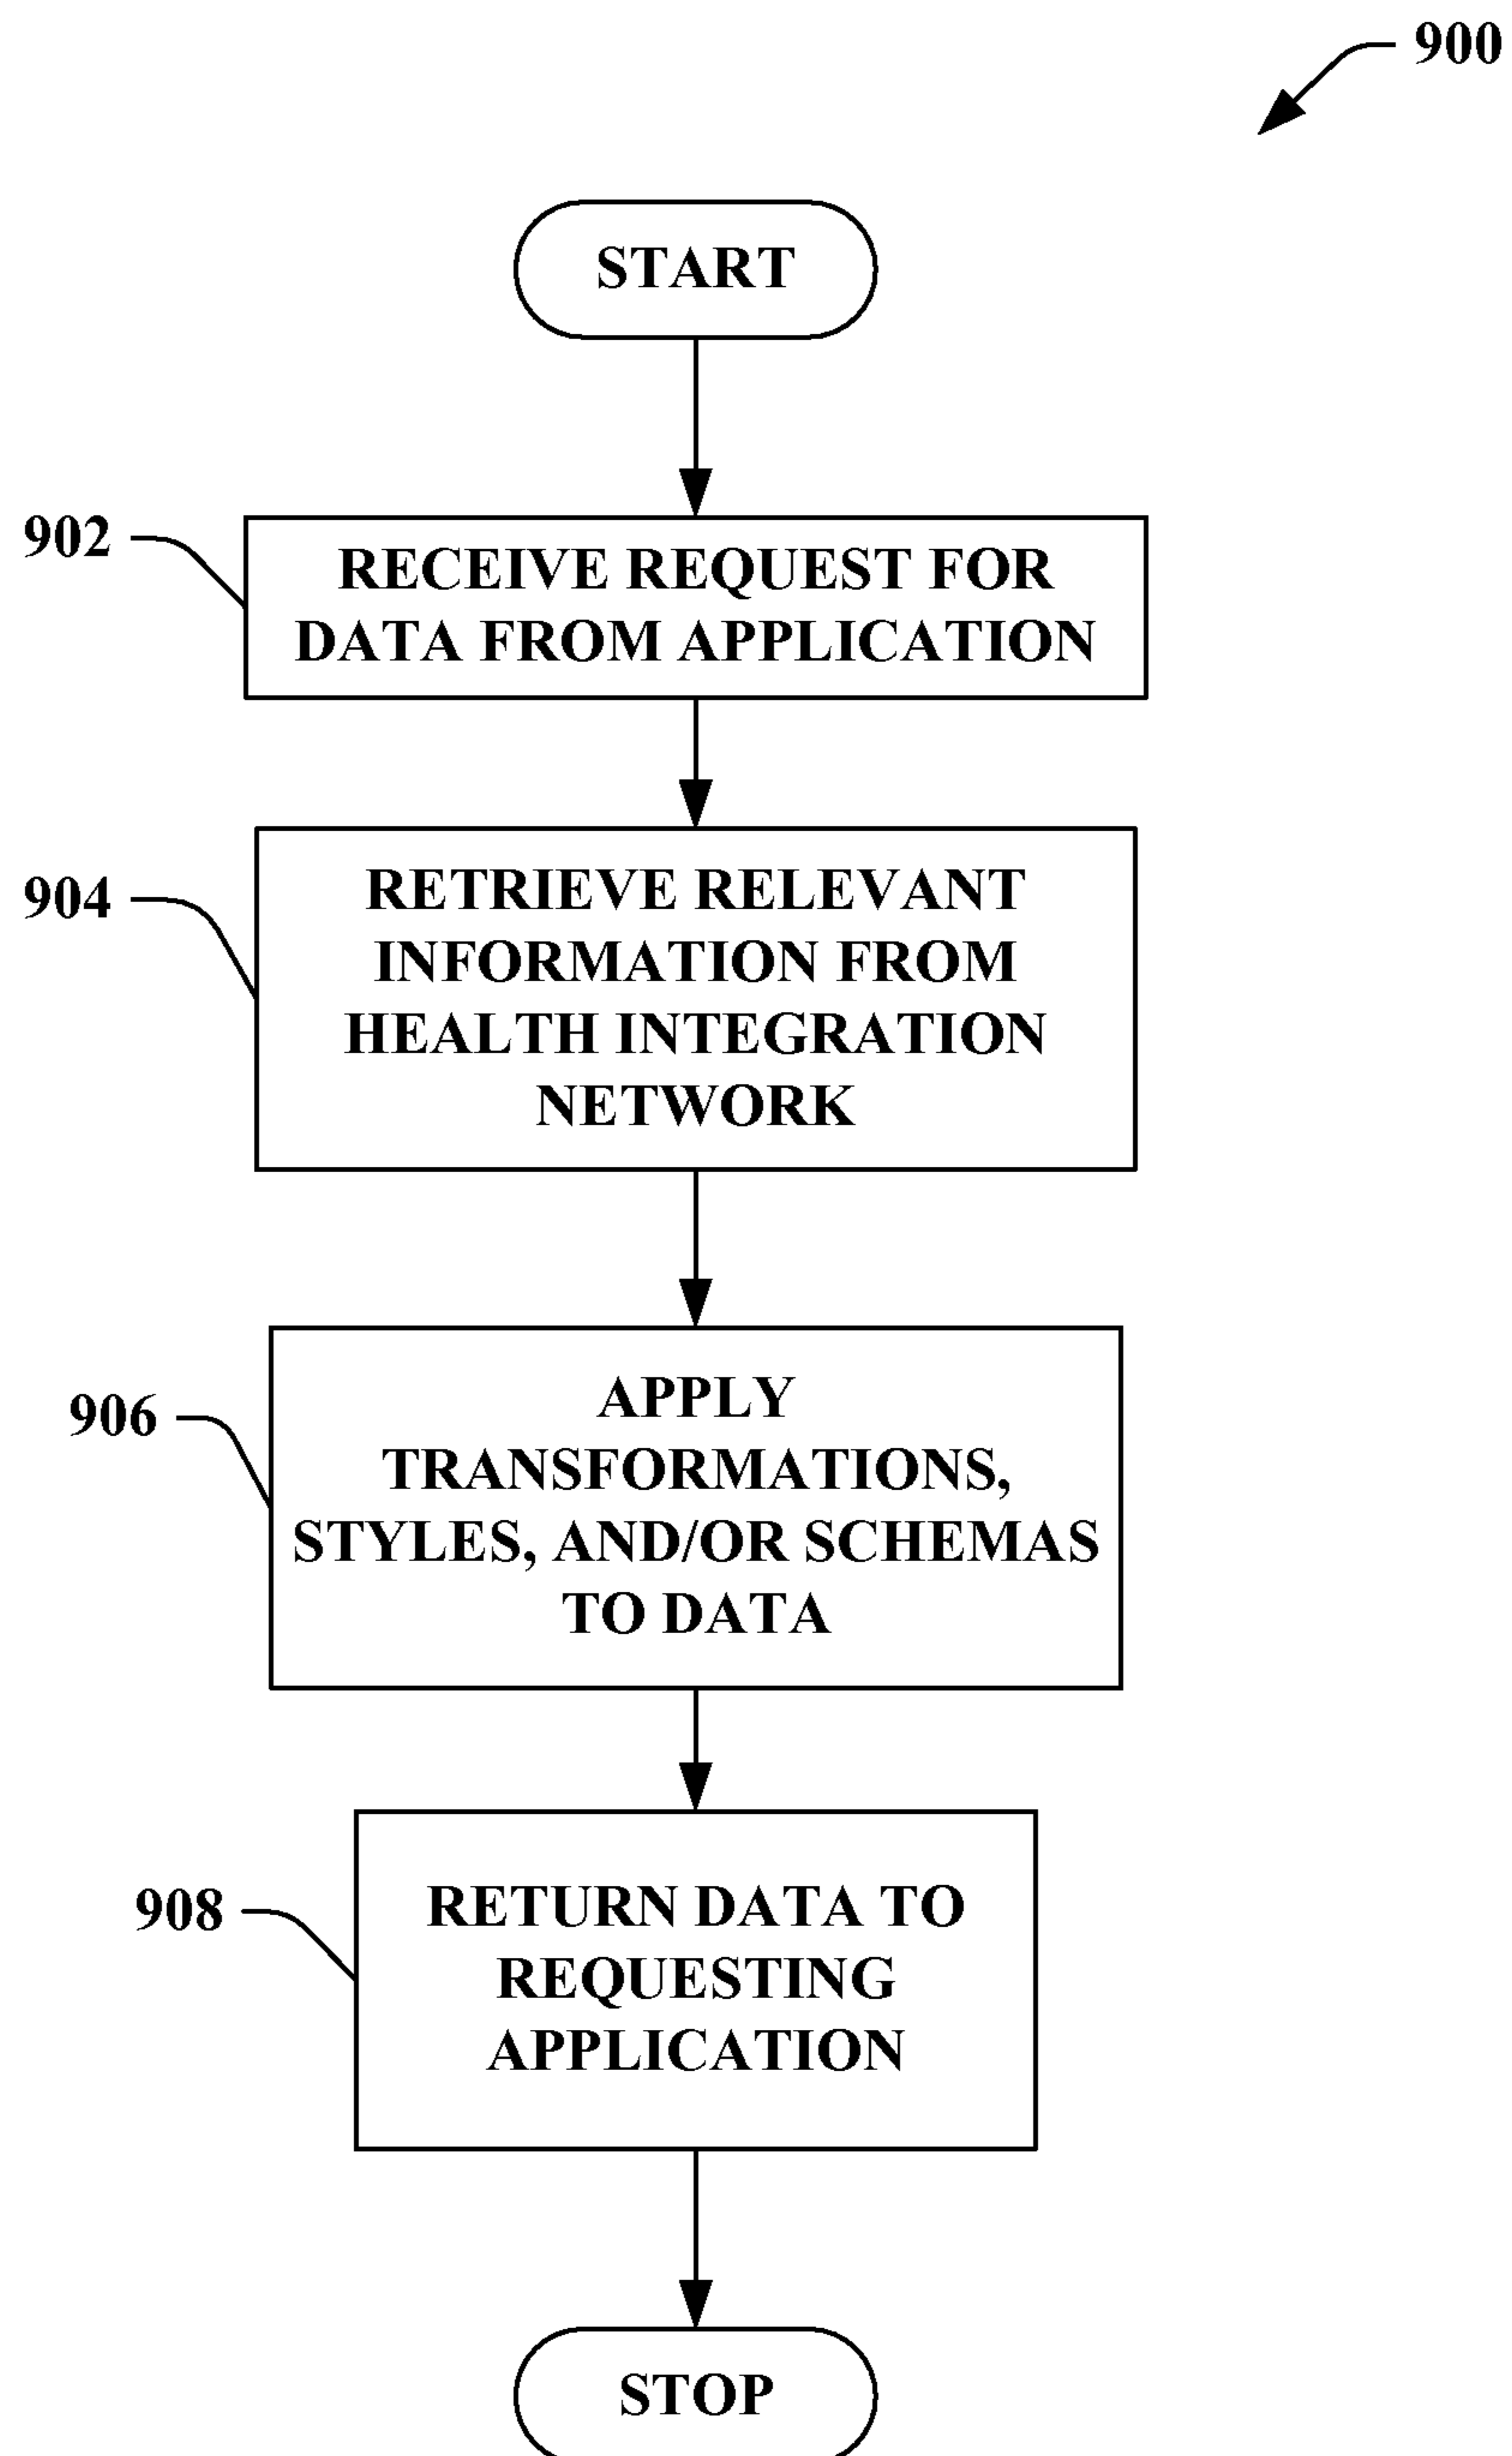 900
START
902
RECEIVE REQUEST FOR
DATA FROM APPLICATION
904
RETRIEVE RELEVANT
INFORMATION FROM
HEALTH INTEGRATION
NETWORK
906
APPLY
TRANSFORMATIONS,
STYLES, AND/OR SCHEMAS
TO DATA
908
RETURN DATA TO
REQUESTING
APPLICATION
STOP